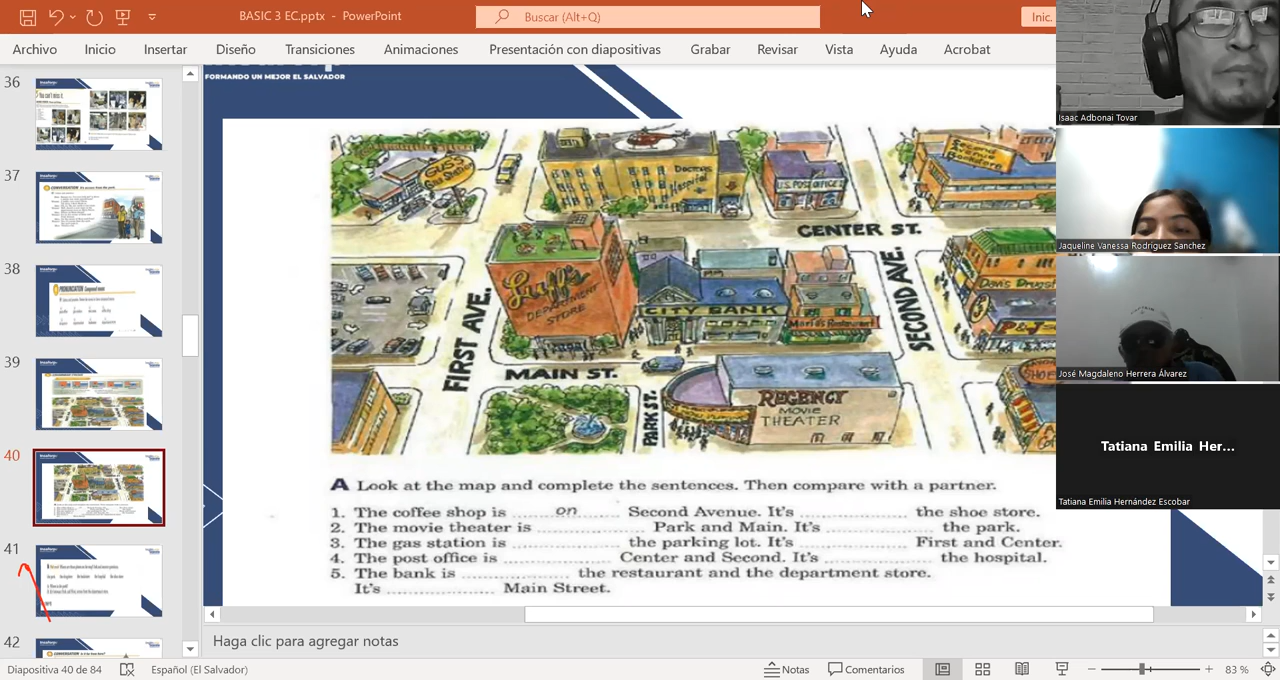 BASIC 3 EC.pptx - PowerPoint
Buscar (Alt+Q)
Inic.
Archivo Inicio Insertar Diseño Transiciones Animaciones Presentación con diapositivas Grabar Revisar Vista Ayuda Acrobat
FORMANDO UN MEJOR EL SALVADOR
36
37
38
39
40
41
42
GUS'S
Gas Station
Hospital
U.S. POST OFFICE
Second Avenue Bookstore
CENTER ST.
Luff's
DEPARTMENT STORE
CITY BANK
Maria's Restaurant
FIRST AVE.
SECOND AVE.
MAIN ST.
PARK ST.
REGENCY
MOVIE
THEATER
SHOE
A Look at the map and complete the sentences. Then compare with a partner.
1. The coffee shop is on Second Avenue. It's the shoe store.
2. The movie theater is Park and Main. It's the park.
3. The gas station is the parking lot. It's First and Center.
4. The post office is Center and Second. It's the hospital.
5. The bank is the restaurant and the department store.
It's Main Street.
Isaac Adbonai Tovar
Jaqueline Vanessa Rodriguez Sanchez
José Magdaleno Herrera Álvarez
Tatiana Emilia Her...
Tatiana Emilia Hernández Escobar
Haga clic para agregar notas
Diapositiva 40 de 84 Español (El Salvador) Notas Comentarios 83 %